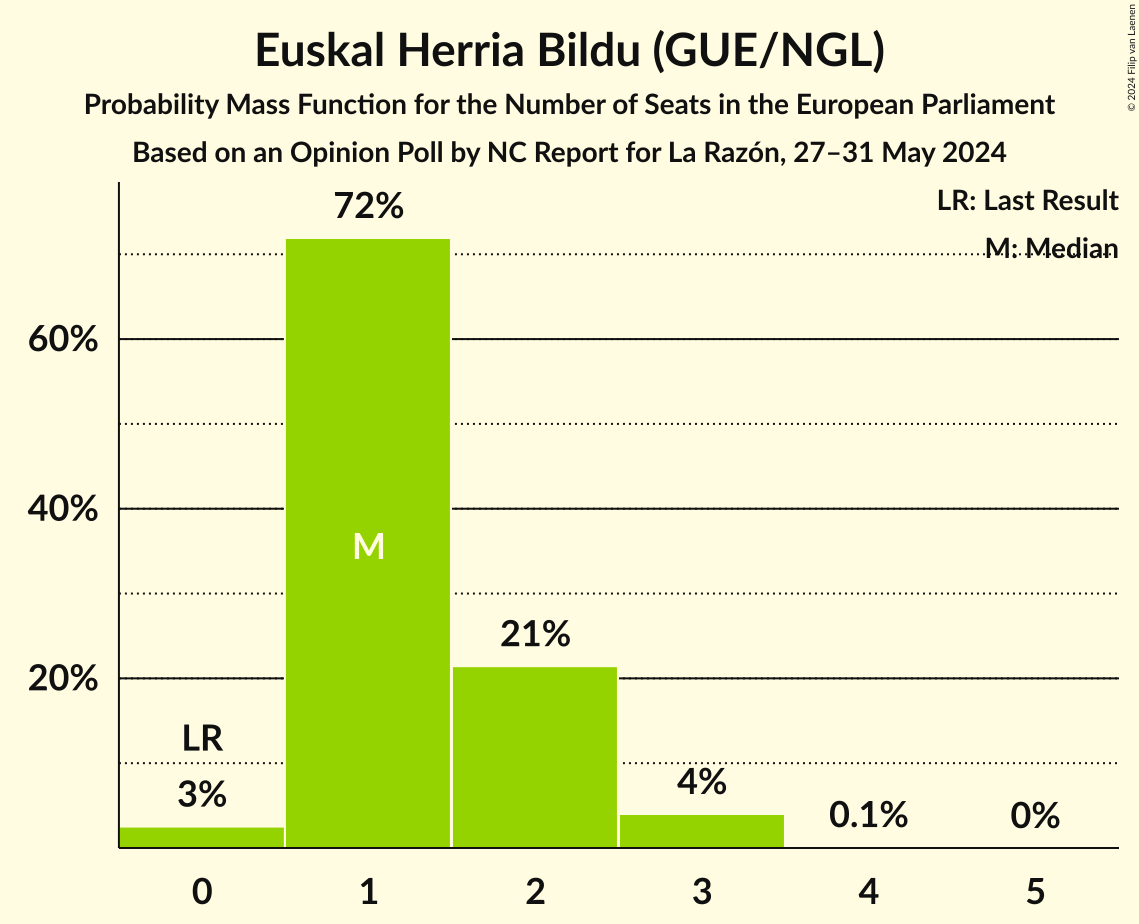 Euskal Herria Bildu (GUE/NGL)
Probability Mass Function for the Number of Seats in the European Parliament
Based on an Opinion Poll by NC Report for La Razón, 27–31 May 2024
© 2024 Filip van Laenen
LR: Last Result
M: Median
72%
60%
40%
20%
M
21%
LR
3%
4%
0.1%
0%
0 1 2 3 4 5